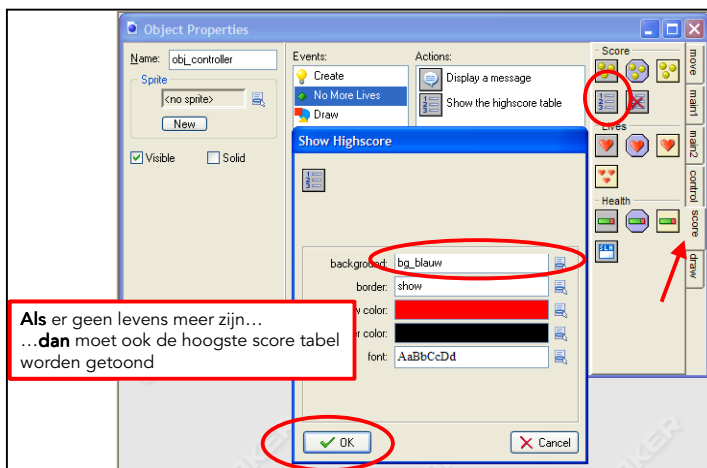 Object Properties
Name: obj_controller
Sprite
<no sprite>
New
Visible
Solid
Events:
Create
No More Lives
Draw
Actions:
Display a message
Show the highscore table
Score
Lives
Health
move
main1
main2
control
score
draw
Show Highscore
background: bg_blauw
border: show
color:
color:
font: AaBbCcDd
OK
Cancel
Als er geen levens meer zijn…
…dan moet ook de hoogste score tabel
worden getoond